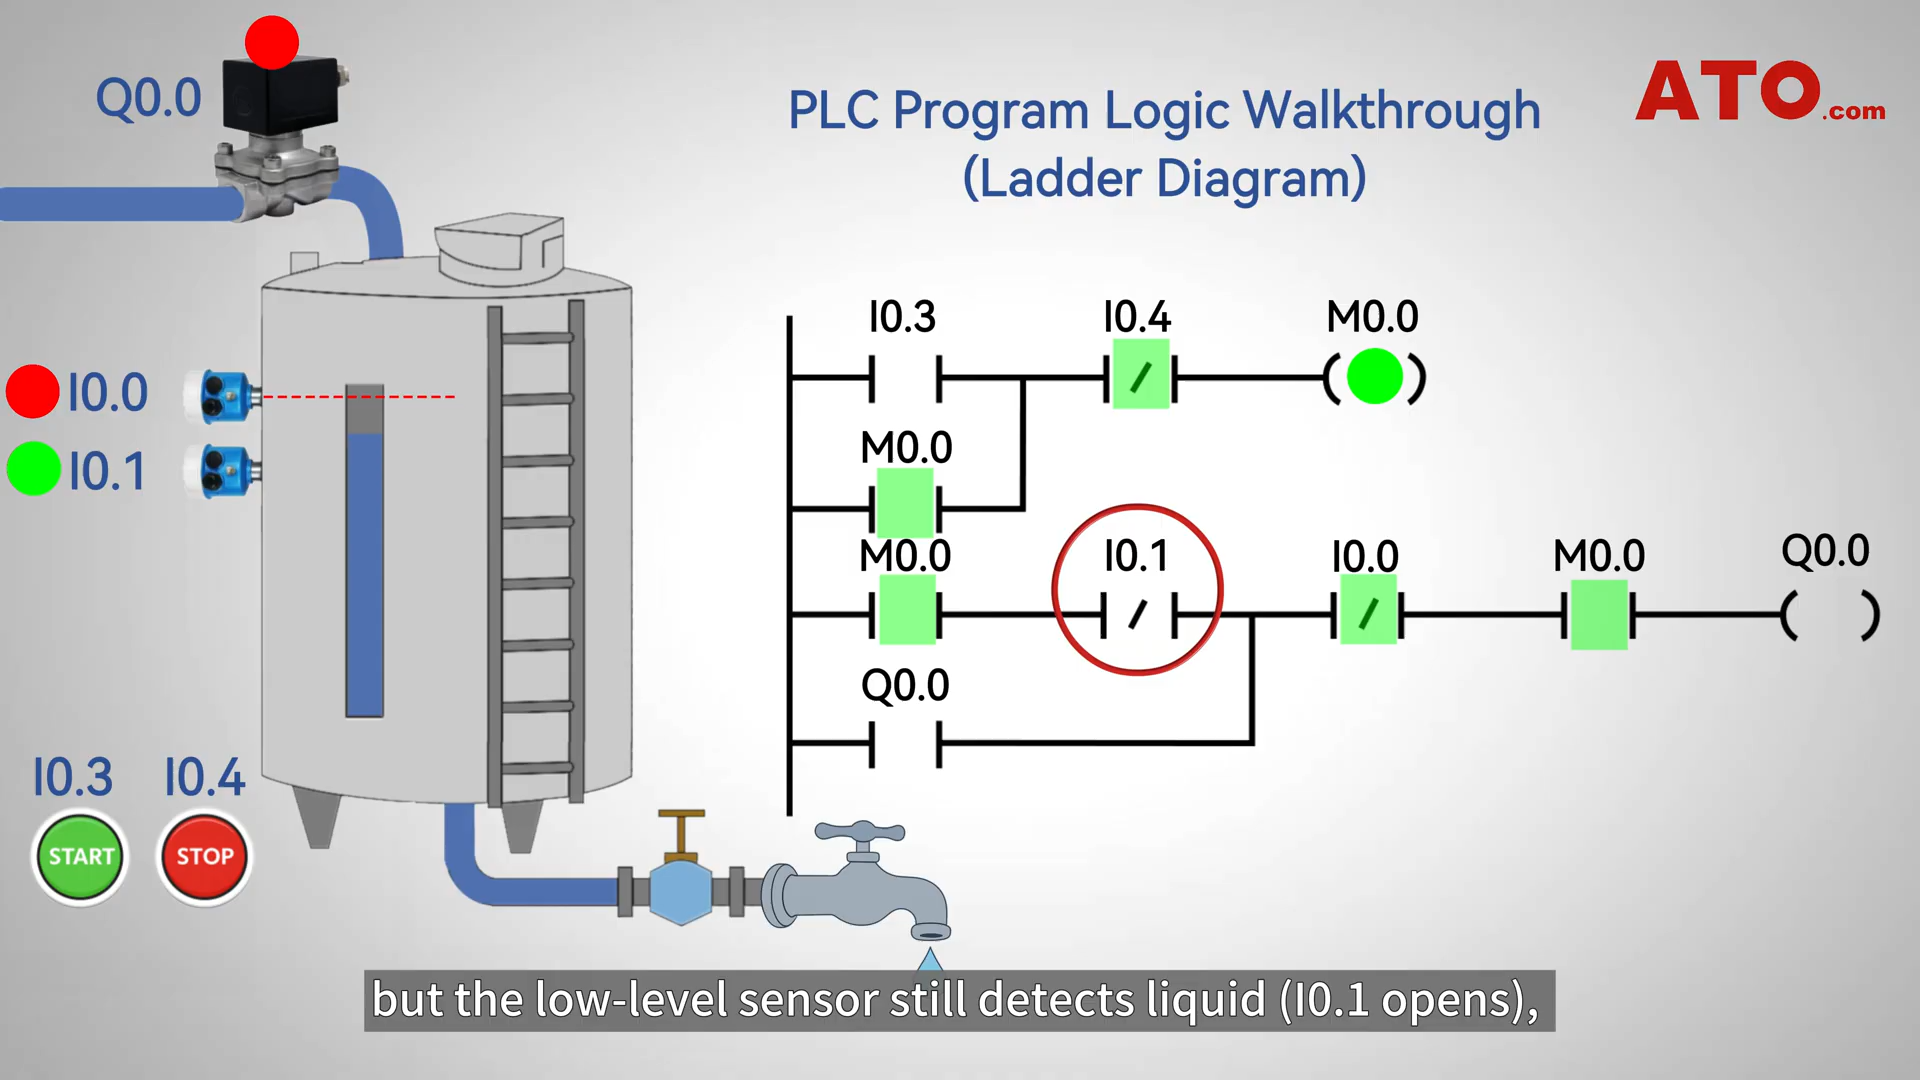 Q0.0
PLC Program Logic Walkthrough
(Ladder Diagram)
ATO.com
I0.0
I0.1
I0.3
I0.4
M0.0
M0.0
M0.0
I0.1
I0.0
M0.0
Q0.0
Q0.0
I0.3
I0.4
START
STOP
but the low-level sensor still detects liquid (I0.1 opens),